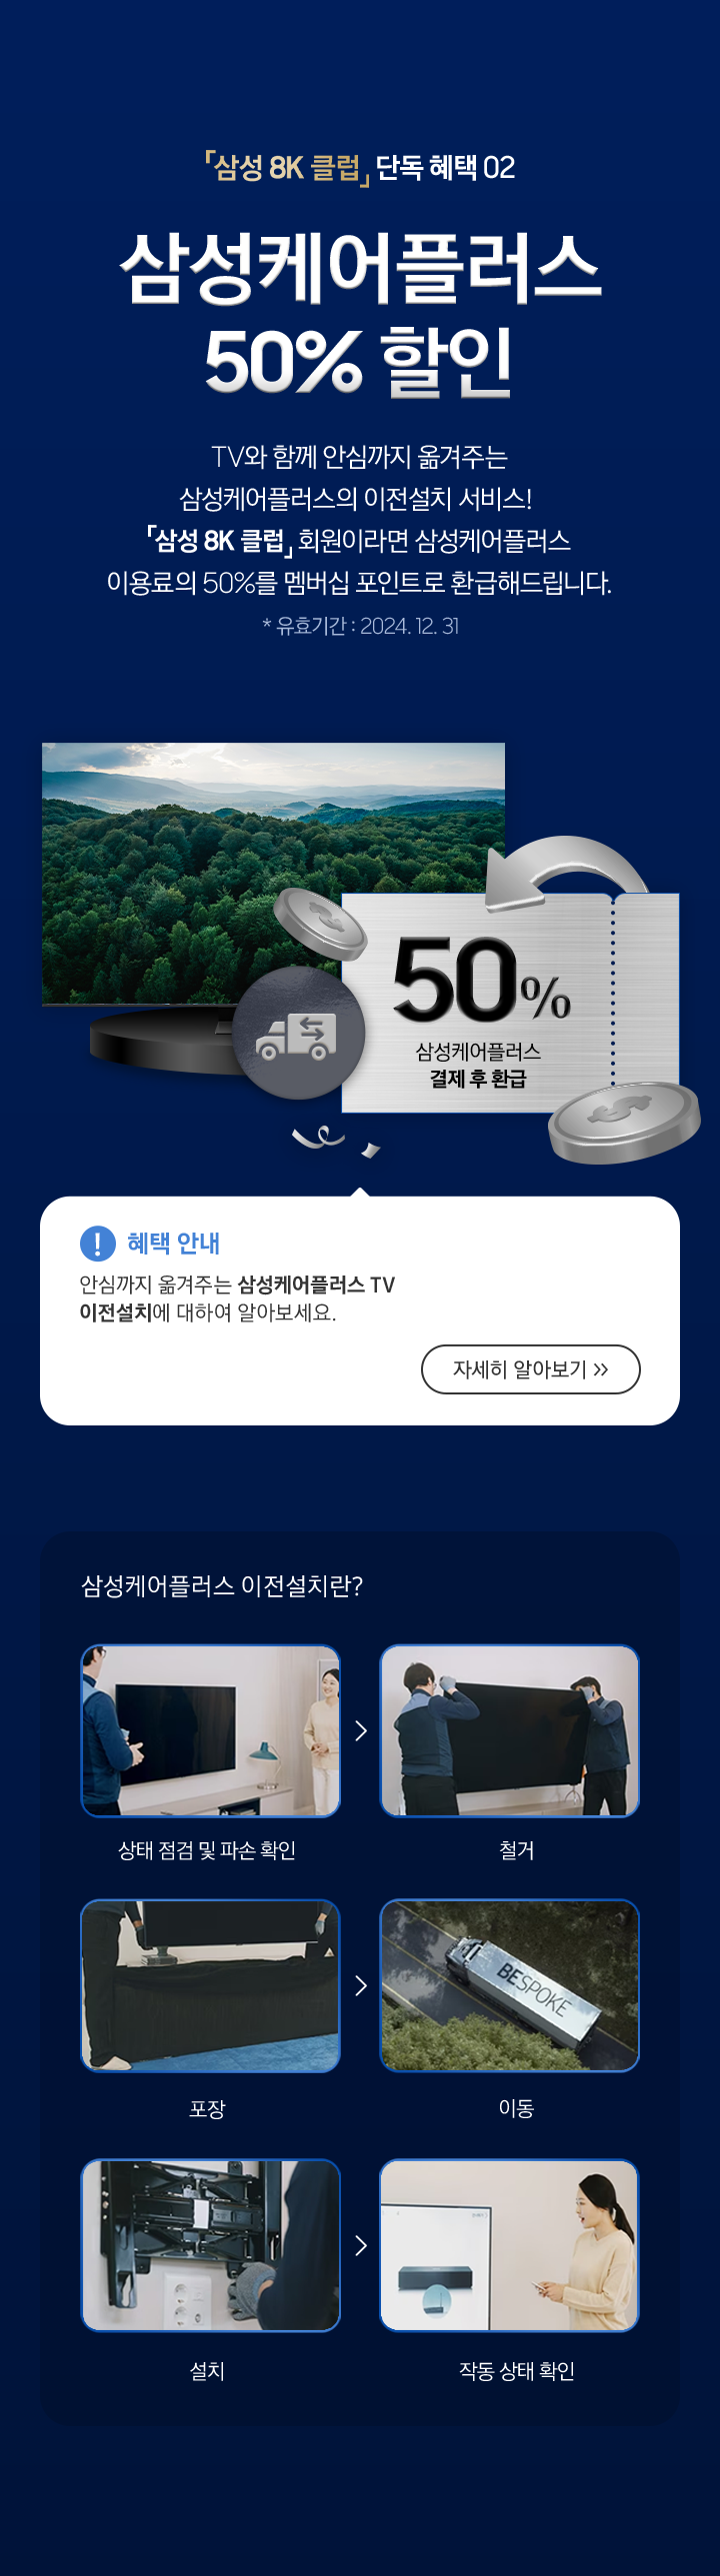 「삼성 8K 클럽」 단독 혜택 02
삼성케어플러스
50% 할인
TV와 함께 안심까지 옮겨주는
삼성케어플러스의 이전설치 서비스!
「삼성 8K 클럽」 회원이라면 삼성케어플러스
이용료의 50%를 멤버십 포인트로 환급해드립니다.
* 유효기간 : 2024. 12. 31
50%
삼성케어플러스
결제 후 환급
혜택 안내
안심까지 옮겨주는 삼성케어플러스 TV
이전설치에 대하여 알아보세요.
자세히 알아보기 >>
삼성케어플러스 이전설치란?
상태 점검 및 파손 확인
철거
BESPOKE
포장
이동
설치
작동 상태 확인